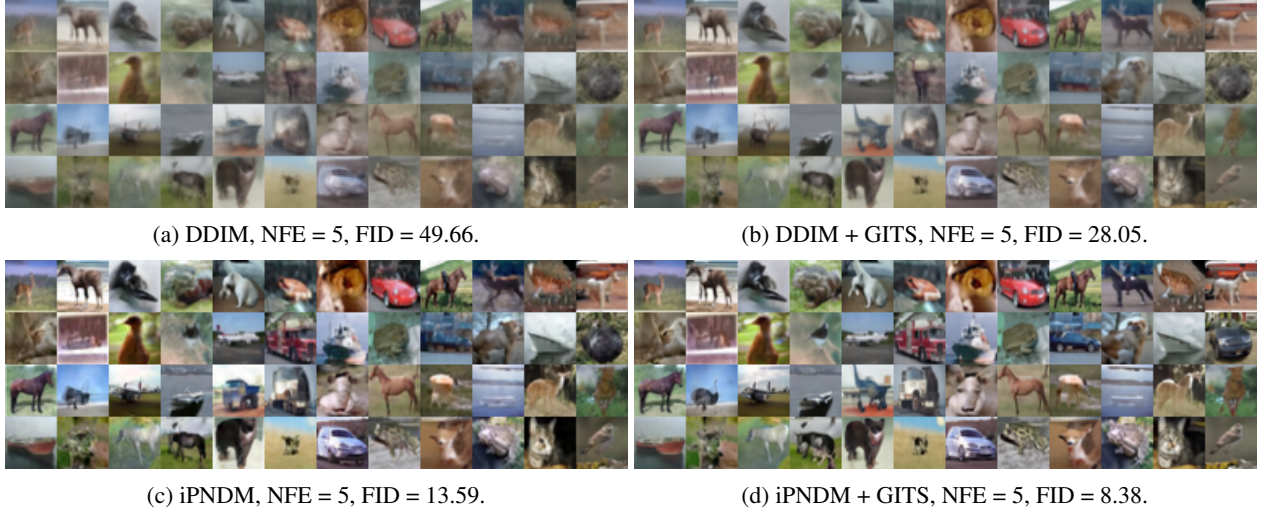 (a) DDIM, NFE = 5, FID = 49.66.
(b) DDIM + GITS, NFE = 5, FID = 28.05.
(c) iPNDM, NFE = 5, FID = 13.59.
(d) iPNDM + GITS, NFE = 5, FID = 8.38.